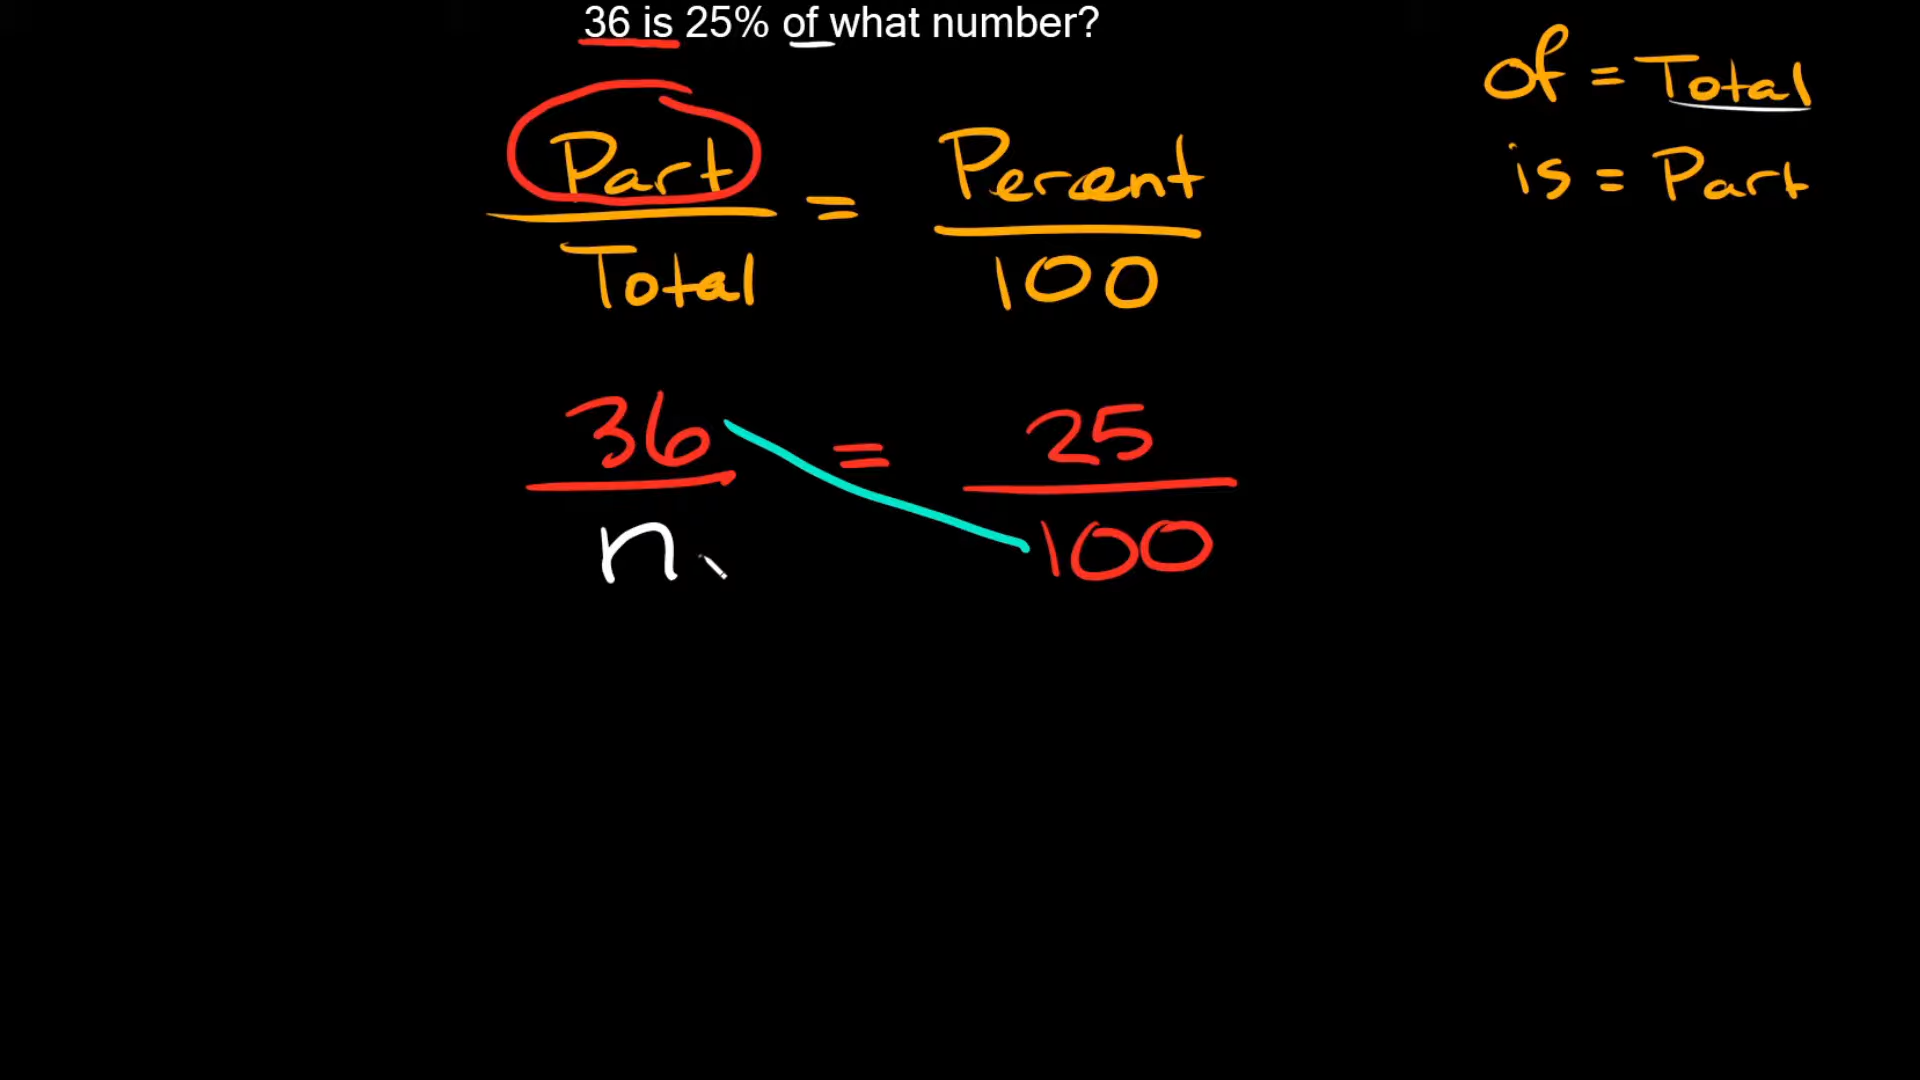 36 is 25% of what number?
of = Total
is = Part
Part = Percent
Total 100
36 = 25
n 100